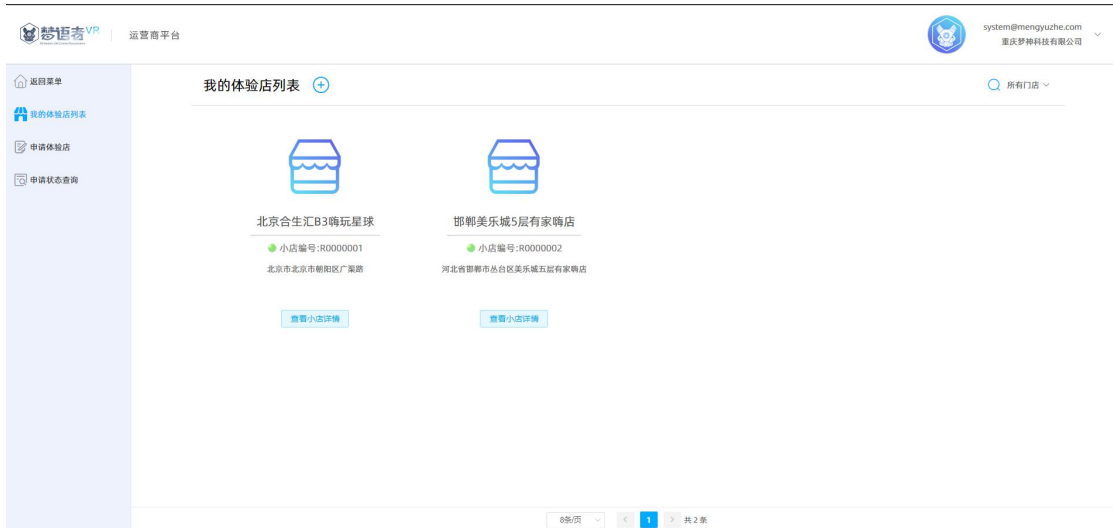 梦语者VR
运营商平台
system@mengyuzhe.com
重庆梦神科技有限公司
返回菜单
我的体验店列表
申请体验店
申请状态查询
我的体验店列表
所有门店
北京合生汇B3嗨玩星球
小店编号:R0000001
北京市北京市朝阳区广渠路
查看小店详情
邯郸美乐城5层有家嗨店
小店编号:R0000002
河北省邯郸市丛台区美乐城五层有家嗨店
查看小店详情
8条/页
1
共 2 条